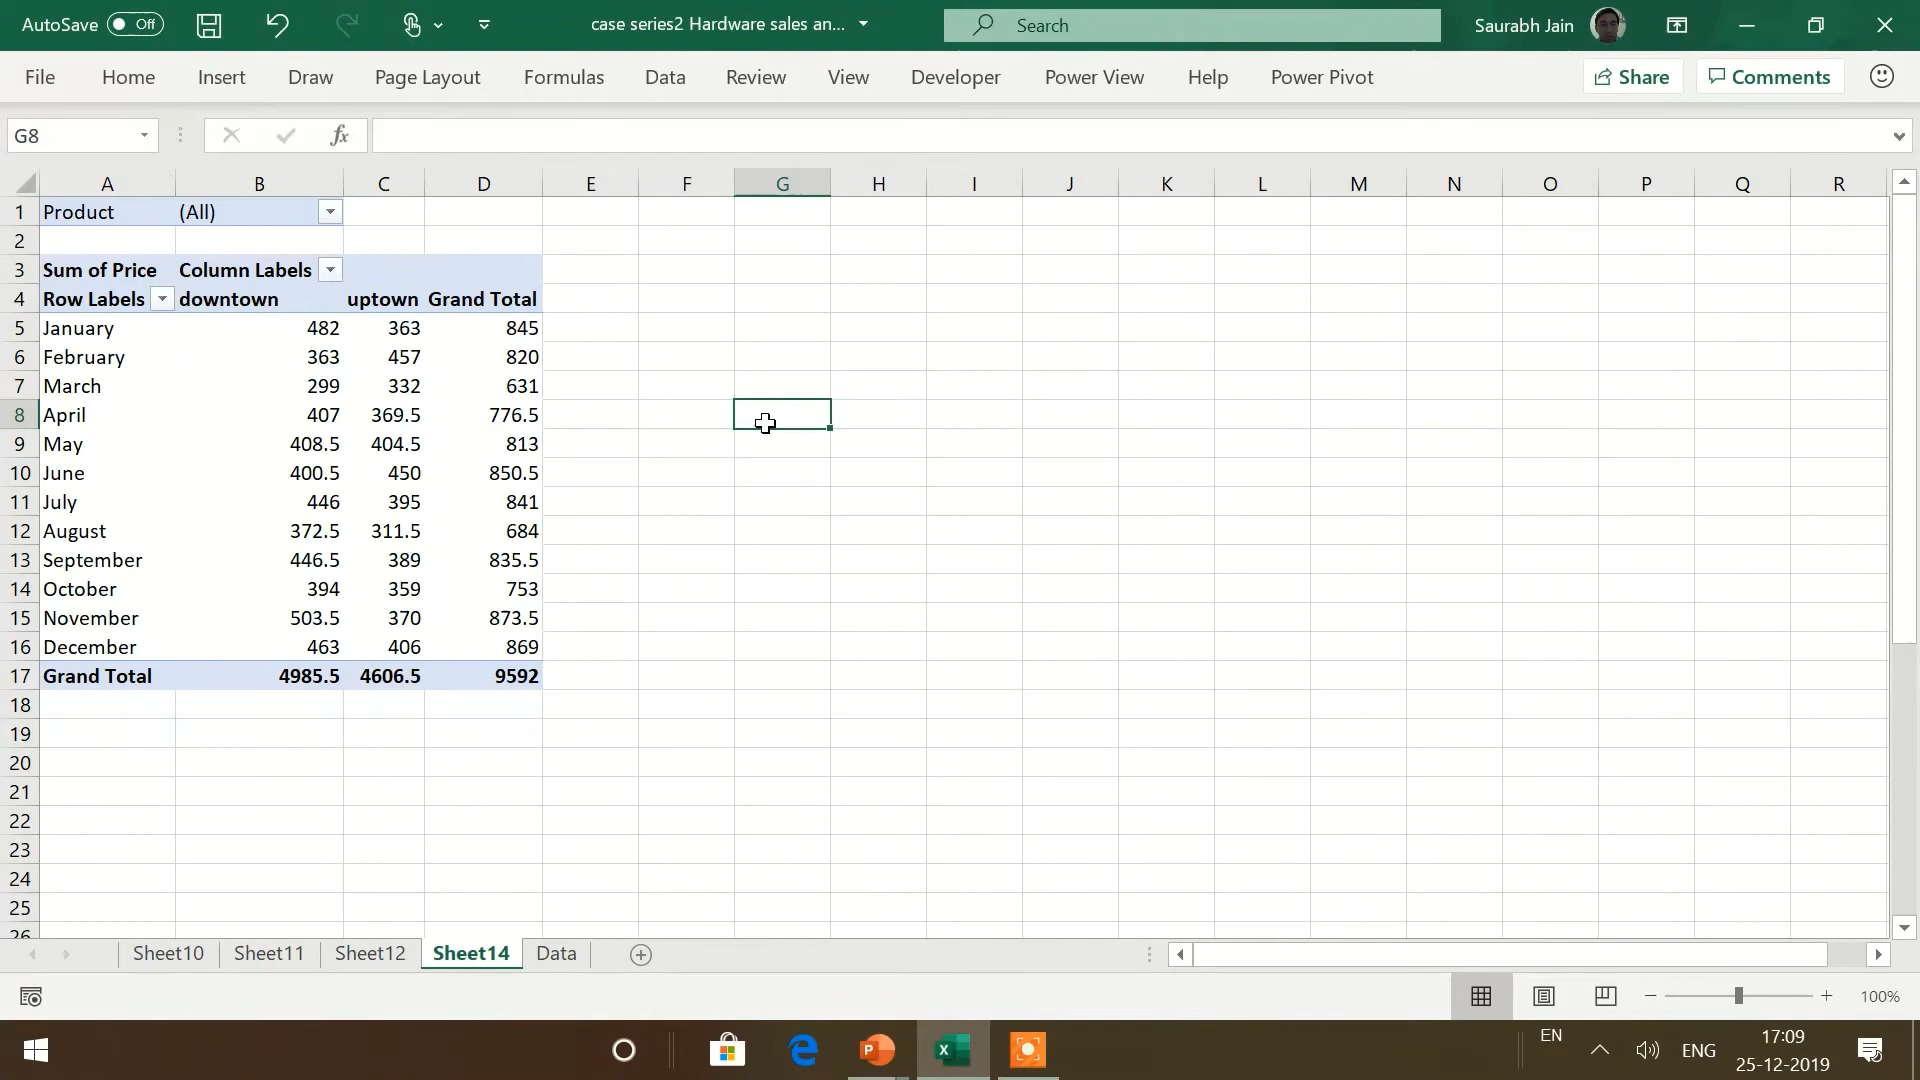 AutoSave Off case series2 Hardware sales an... Search Saurabh Jain
File Home Insert Draw Page Layout Formulas Data Review View Developer Power View Help Power Pivot Share Comments
G8 fx
A B C D E F G H I J K L M N O P Q R
1 Product (All)
2
3 Sum of Price Column Labels
4 Row Labels downtown uptown Grand Total
5 January 482 363 845
6 February 363 457 820
7 March 299 332 631
8 April 407 369.5 776.5
9 May 408.5 404.5 813
10 June 400.5 450 850.5
11 July 446 395 841
12 August 372.5 311.5 684
13 September 446.5 389 835.5
14 October 394 359 753
15 November 503.5 370 873.5
16 December 463 406 869
17 Grand Total 4985.5 4606.5 9592
18
19
20
21
22
23
24
25
26
Sheet10 Sheet11 Sheet12 Sheet14 Data
100%
EN ENG 17:09
25-12-2019